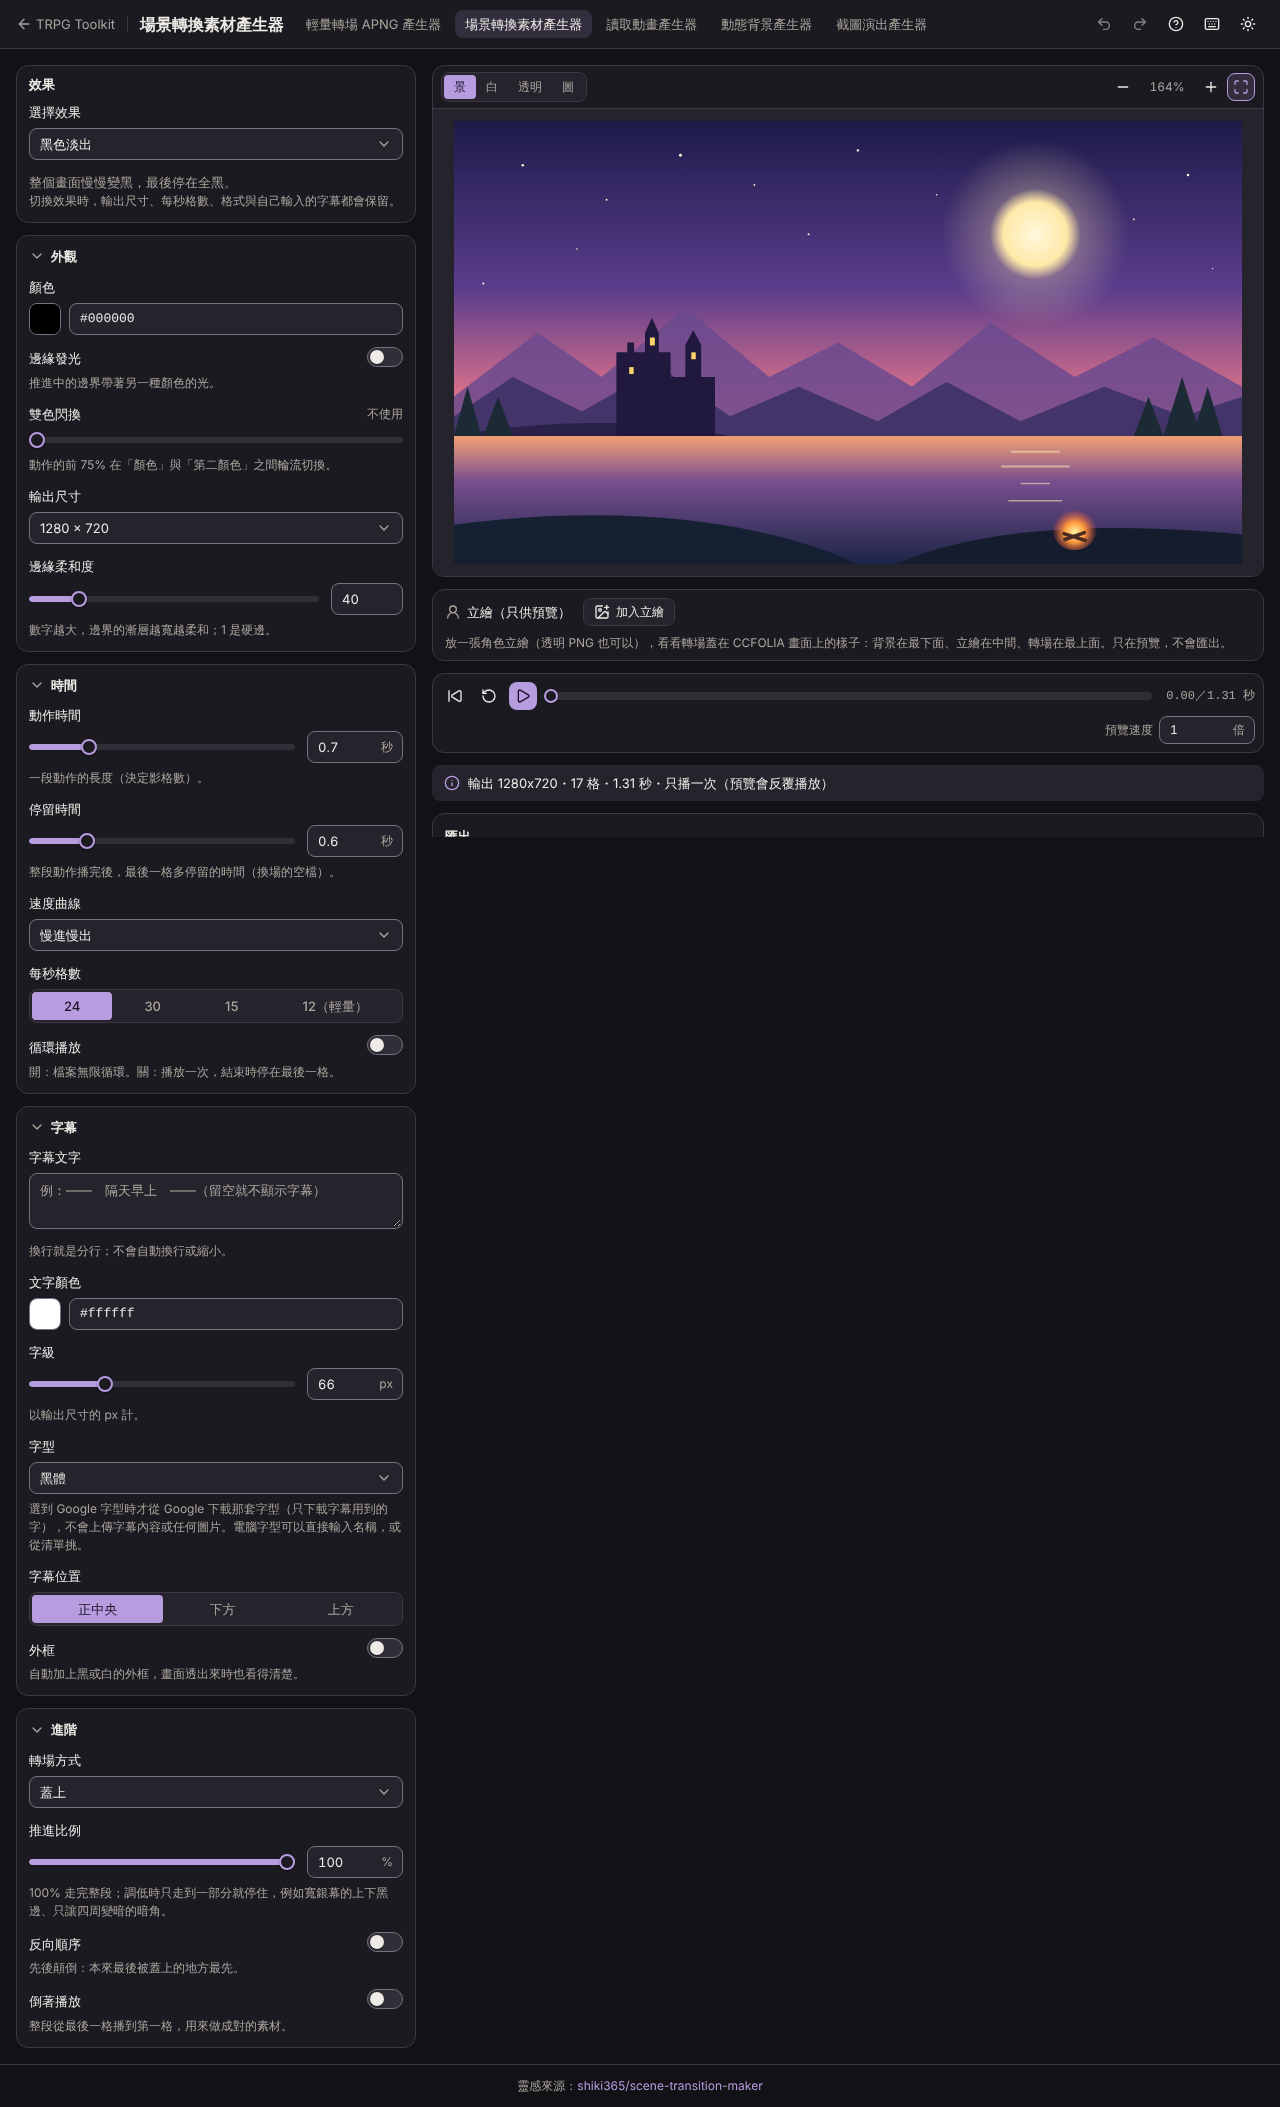 TRPG Toolkit
場景轉換素材產生器
輕量轉場 APNG 產生器
場景轉換素材產生器
讀取動畫產生器
動態背景產生器
截圖演出產生器
效果
選擇效果
黑色淡出
整個畫面慢慢變黑，最後停在全黑。
切換效果時，輸出尺寸、每秒格數、格式與自己輸入的字幕都會保留。
外觀
顏色
#000000
邊緣發光
推進中的邊界帶著另一種顏色的光。
雙色閃換
不使用
動作的前 75% 在「顏色」與「第二顏色」之間輪流切換。
輸出尺寸
1280 × 720
邊緣柔和度
40
數字越大，邊界的漸層越寬越柔和；1 是硬邊。
時間
動作時間
0.7 秒
一段動作的長度（決定影格數）。
停留時間
0.6 秒
整段動作播完後，最後一格多停留的時間（換場的空檔）。
速度曲線
慢進慢出
每秒格數
24 30 15 12（輕量）
循環播放
開：檔案無限循環。關：播放一次，結束時停在最後一格。
字幕
字幕文字
例：——　隔天早上　——（留空就不顯示字幕）
換行就是分行；不會自動換行或縮小。
文字顏色
#ffffff
字級
66 px
以輸出尺寸的 px 計。
字型
黑體
選到 Google 字型時才從 Google 下載那套字型（只下載字幕用到的
字），不會上傳字幕內容或任何圖片。電腦字型可以直接輸入名稱，或
從清單挑。
字幕位置
正中央 下方 上方
外框
自動加上黑或白的外框，畫面透出來時也看得清楚。
進階
轉場方式
蓋上
推進比例
100 %
100% 走完整段；調低時只走到一部分就停住，例如寬銀幕的上下黑
邊、只讓四周變暗的暗角。
反向順序
先後顛倒：本來最後被蓋上的地方最先。
倒著播放
整段從最後一格播到第一格，用來做成對的素材。
景 白 透明 圖
164%
立繪（只供預覽）
加入立繪
放一張角色立繪（透明 PNG 也可以），看看轉場蓋在 CCFOLIA 畫面上的樣子：背景在最下面、立繪在中間、轉場在最上面。只在預覽，不會匯出。
0.00／1.31 秒
預覽速度 1 倍
輸出 1280x720・17 格・1.31 秒・只播一次（預覽會反覆播放）
匯出
靈感來源：shiki365/scene-transition-maker